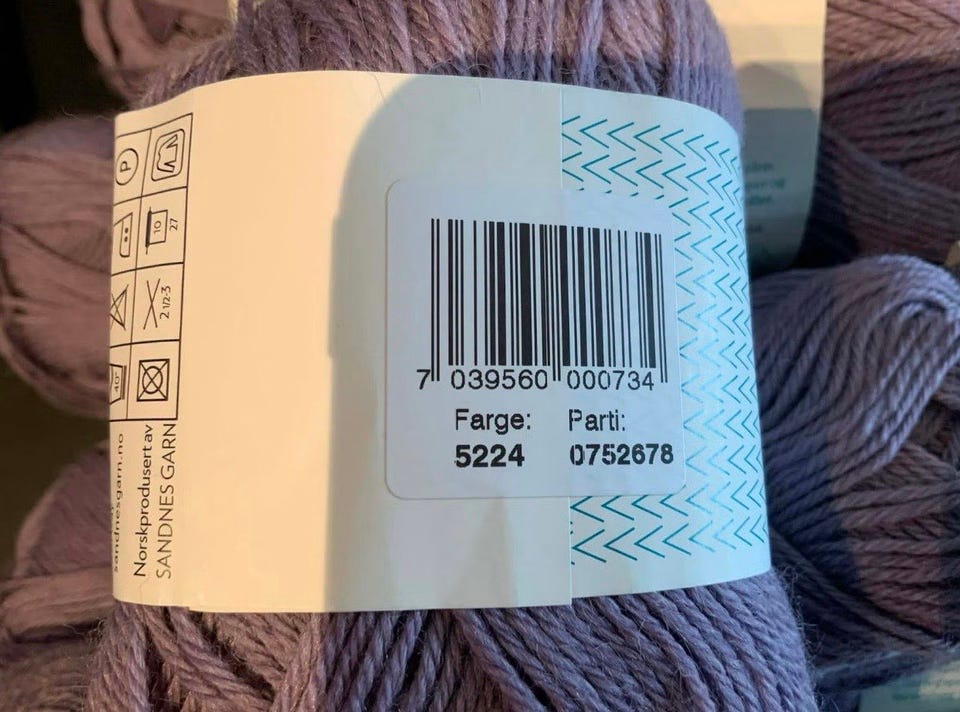 7 039560 000734
Farge: Parti:
5224 0752678
P
10
27
2 1/2-3
40°
sandnesgarn.no
Norskprodusert av
SANDNES GARN